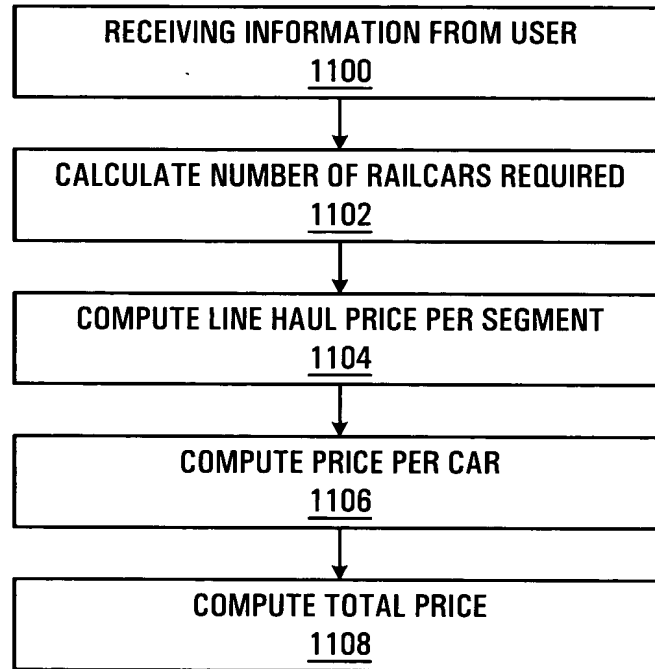 RECEIVING INFORMATION FROM USER
1100
CALCULATE NUMBER OF RAILCARS REQUIRED
1102
COMPUTE LINE HAUL PRICE PER SEGMENT
1104
COMPUTE PRICE PER CAR
1106
COMPUTE TOTAL PRICE
1108